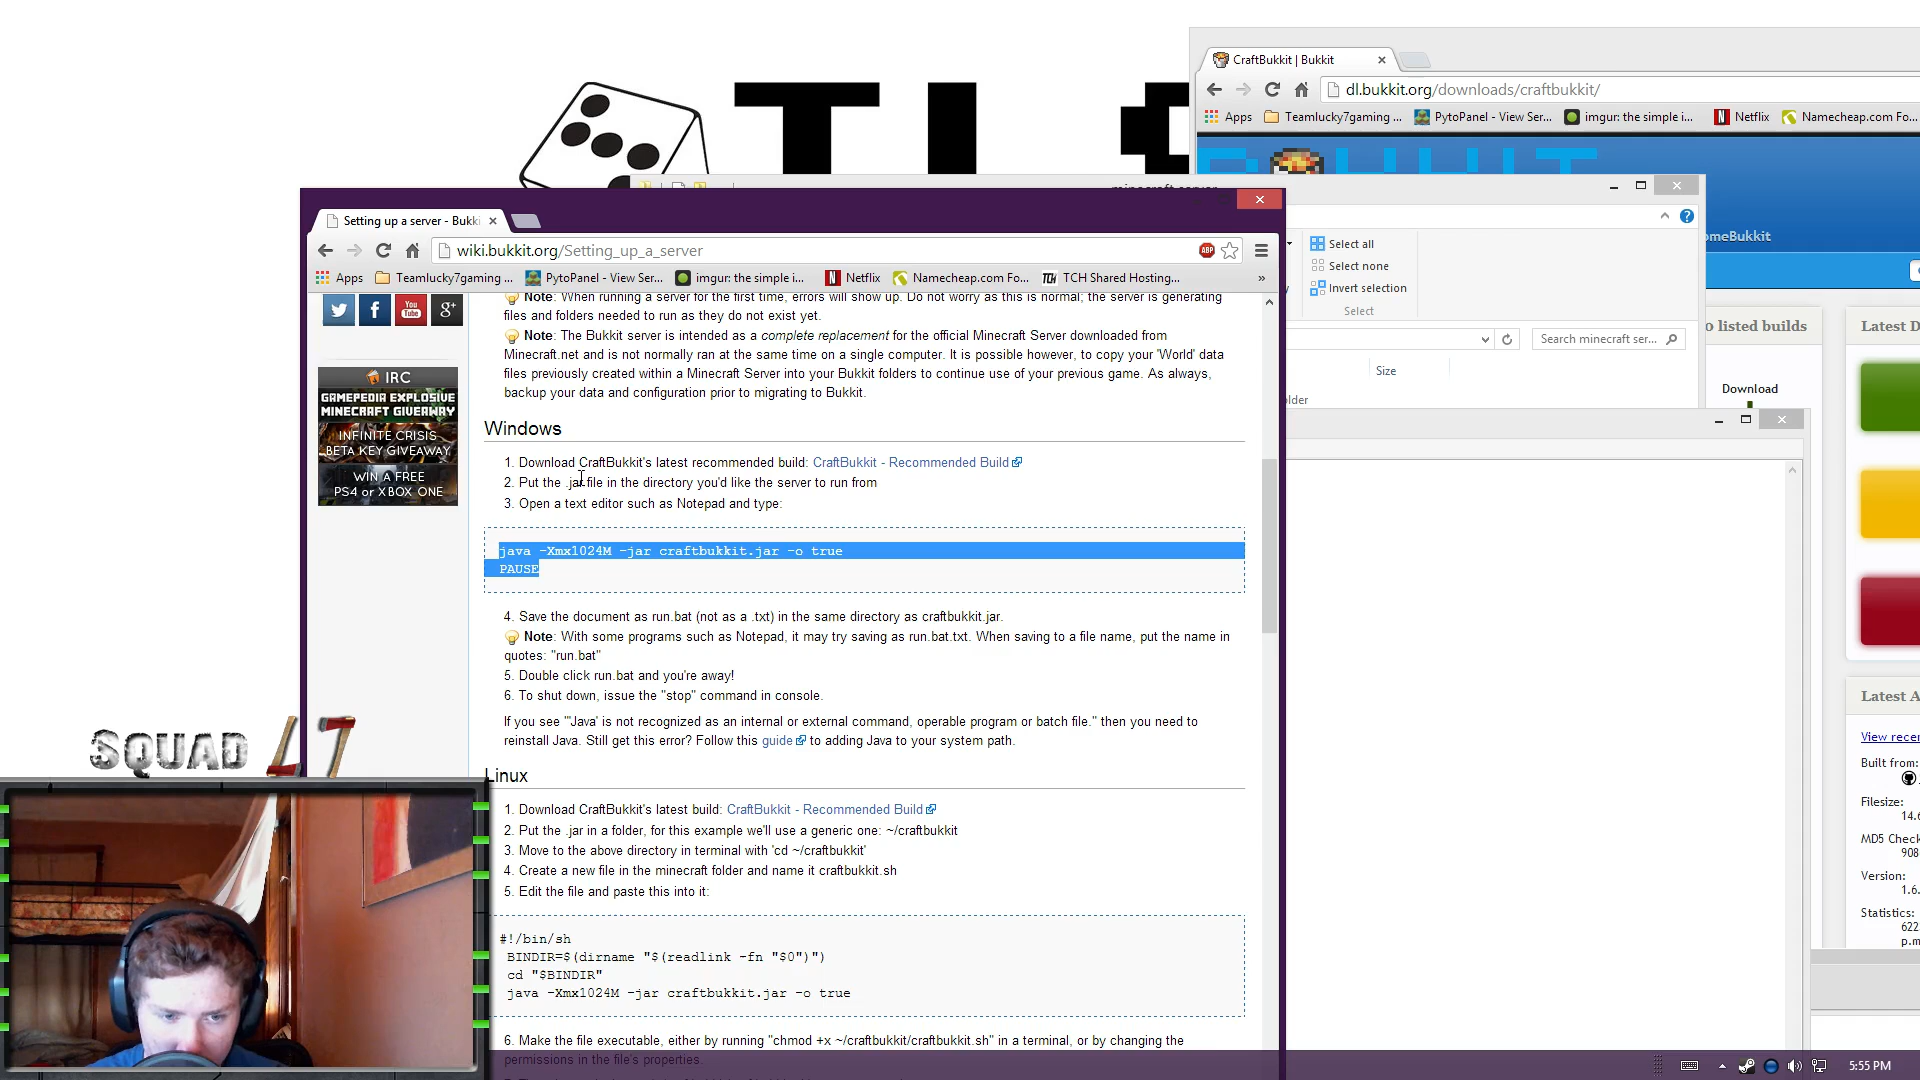 CraftBukkit | Bukkit
dl.bukkit.org/downloads/craftbukkit/
Apps Teamlucky7gaming ... PytoPanel - View Ser... imgur: the simple i... Netflix Namecheap.com Fo...
minecraft server
Setting up a server - Bukki
wiki.bukkit.org/Setting_up_a_server
ABP
Apps Teamlucky7gaming ... PytoPanel - View Ser... imgur: the simple i... Netflix Namecheap.com Fo... TCH Shared Hosting... »
Select all
Select none
Invert selection
Select
Search minecraft ser...
Size
omeBukkit
o listed builds
Latest D
Download
Note: When running a server for the first time, errors will show up. Do not worry as this is normal; the server is generating
files and folders needed to run as they do not exist yet.
Note: The Bukkit server is intended as a complete replacement for the official Minecraft Server downloaded from
Minecraft.net and is not normally ran at the same time on a single computer. It is possible however, to copy your 'World' data
files previously created within a Minecraft Server into your Bukkit folders to continue use of your previous game. As always,
backup your data and configuration prior to migrating to Bukkit.
IRC
GAMEPEDIA EXPLOSIVE
MINECRAFT GIVEAWAY
INFINITE CRISIS
BETA KEY GIVEAWAY
WIN A FREE
PS4 or XBOX ONE
Windows
1. Download CraftBukkit's latest recommended build: CraftBukkit - Recommended Build
2. Put the .jar file in the directory you'd like the server to run from
3. Open a text editor such as Notepad and type:
java -Xmx1024M -jar craftbukkit.jar -o true
PAUSE
4. Save the document as run.bat (not as a .txt) in the same directory as craftbukkit.jar.
Note: With some programs such as Notepad, it may try saving as run.bat.txt. When saving to a file name, put the name in
quotes: "run.bat"
5. Double click run.bat and you're away!
6. To shut down, issue the "stop" command in console.
If you see "'Java' is not recognized as an internal or external command, operable program or batch file." then you need to
reinstall Java. Still get this error? Follow this guide to adding Java to your system path.
Linux
1. Download CraftBukkit's latest build: CraftBukkit - Recommended Build
2. Put the .jar in a folder, for this example we'll use a generic one: ~/craftbukkit
3. Move to the above directory in terminal with 'cd ~/craftbukkit'
4. Create a new file in the minecraft folder and name it craftbukkit.sh
5. Edit the file and paste this into it:
#!/bin/sh
BINDIR=$(dirname "$(readlink -fn "$0")")
cd "$BINDIR"
java -Xmx1024M -jar craftbukkit.jar -o true
6. Make the file executable, either by running "chmod +x ~/craftbukkit/craftbukkit.sh" in a terminal, or by changing the
permissions in the file's properties.
Latest A
View recen
Built from:
Filesize:
14.6
MD5 Check
908
Version:
1.6.
Statistics:
622
p.m
SQUAD
5:55 PM